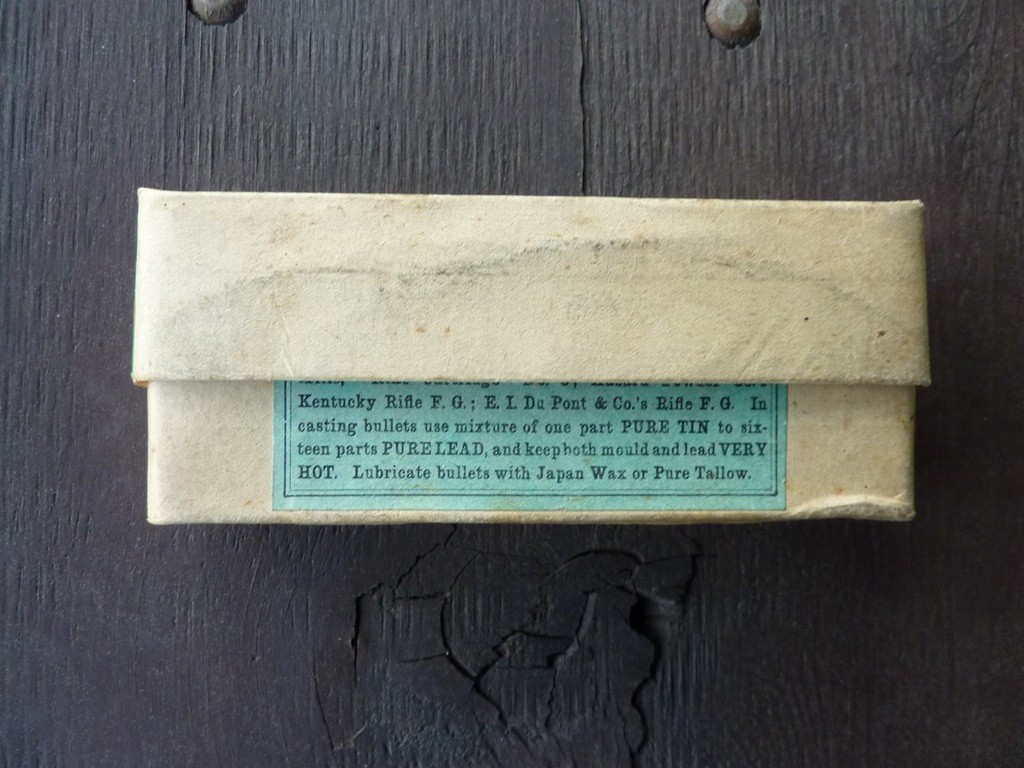 Kentucky Rifle F. G.; E. I. Du Pont & Co.'s Rifle F. G. In
casting bullets use mixture of one part PURE TIN to six-
teen parts PURE LEAD, and keep both mould and lead VERY
HOT. Lubricate bullets with Japan Wax or Pure Tallow.